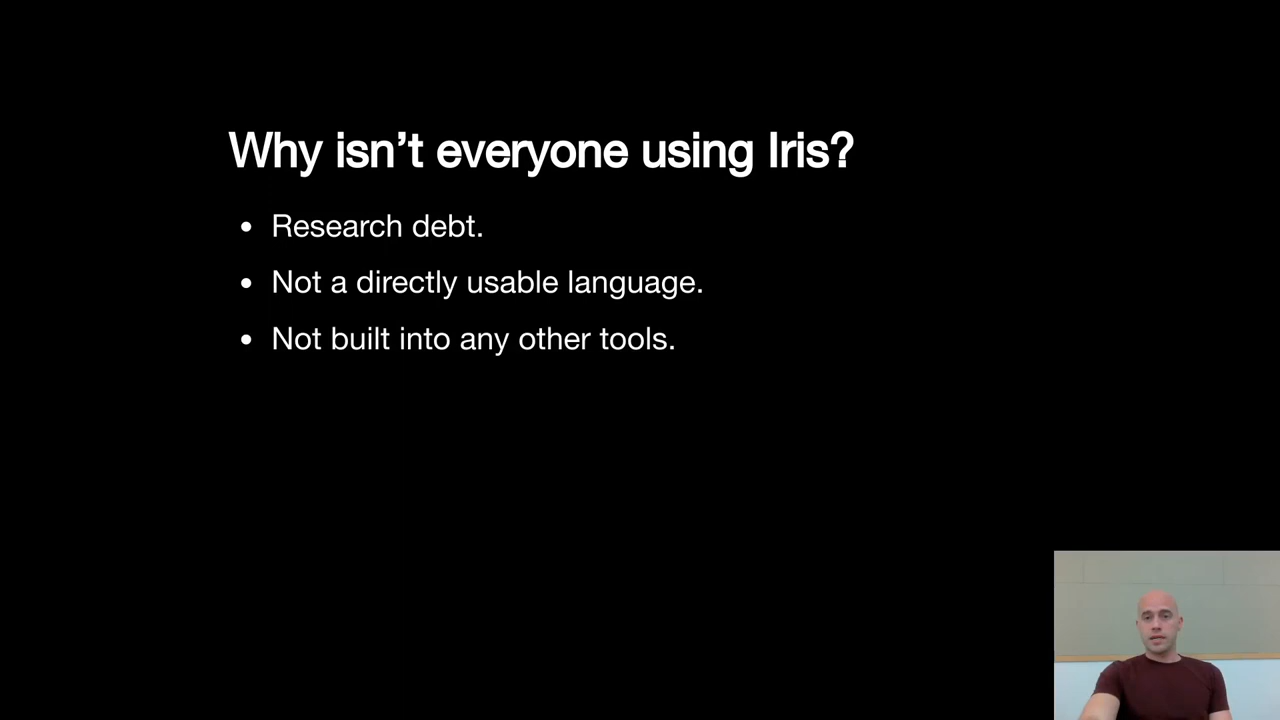 Why isn’t everyone using Iris?
• Research debt.
• Not a directly usable language.
• Not built into any other tools.